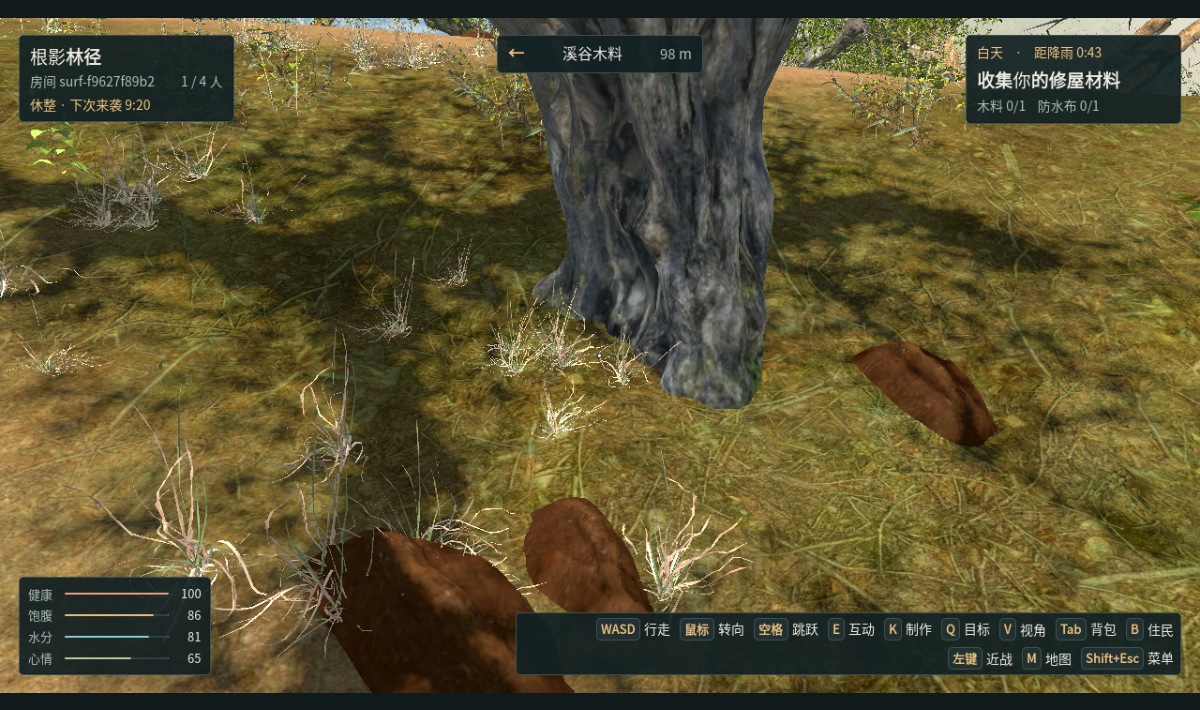 根影林径
房间 surf-f9627f89b2 1 / 4 人
休整 · 下次来袭 9:20
← 溪谷木料 98 m
白天 · 距降雨 0:43
收集你的修屋材料
木料 0/1 防水布 0/1
健康 100
饱腹 86
水分 81
心情 65
WASD 行走 鼠标 转向 空格 跳跃 E 互动 K 制作 Q 目标 V 视角 Tab 背包 B 住民
左键 近战 M 地图 Shift+Esc 菜单